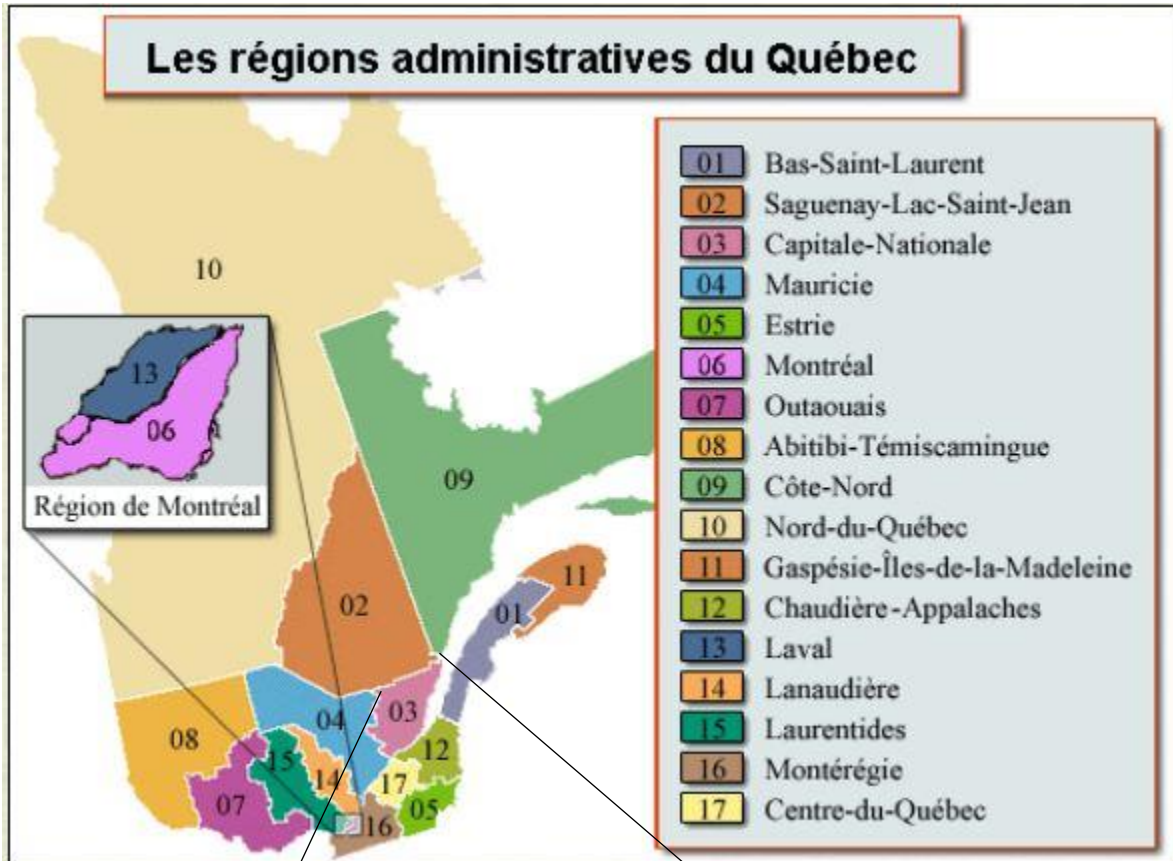 Les régions administratives du Québec
01 Bas-Saint-Laurent
02 Saguenay-Lac-Saint-Jean
03 Capitale-Nationale
04 Mauricie
05 Estrie
06 Montréal
07 Outaouais
08 Abitibi-Témiscamingue
09 Côte-Nord
10 Nord-du-Québec
11 Gaspésie-Îles-de-la-Madeleine
12 Chaudière-Appalaches
13 Laval
14 Lanaudière
15 Laurentides
16 Montérégie
17 Centre-du-Québec
10
13
06
Région de Montréal
09
11
01
02
03
04
08
12
15
14
17
07
16
05